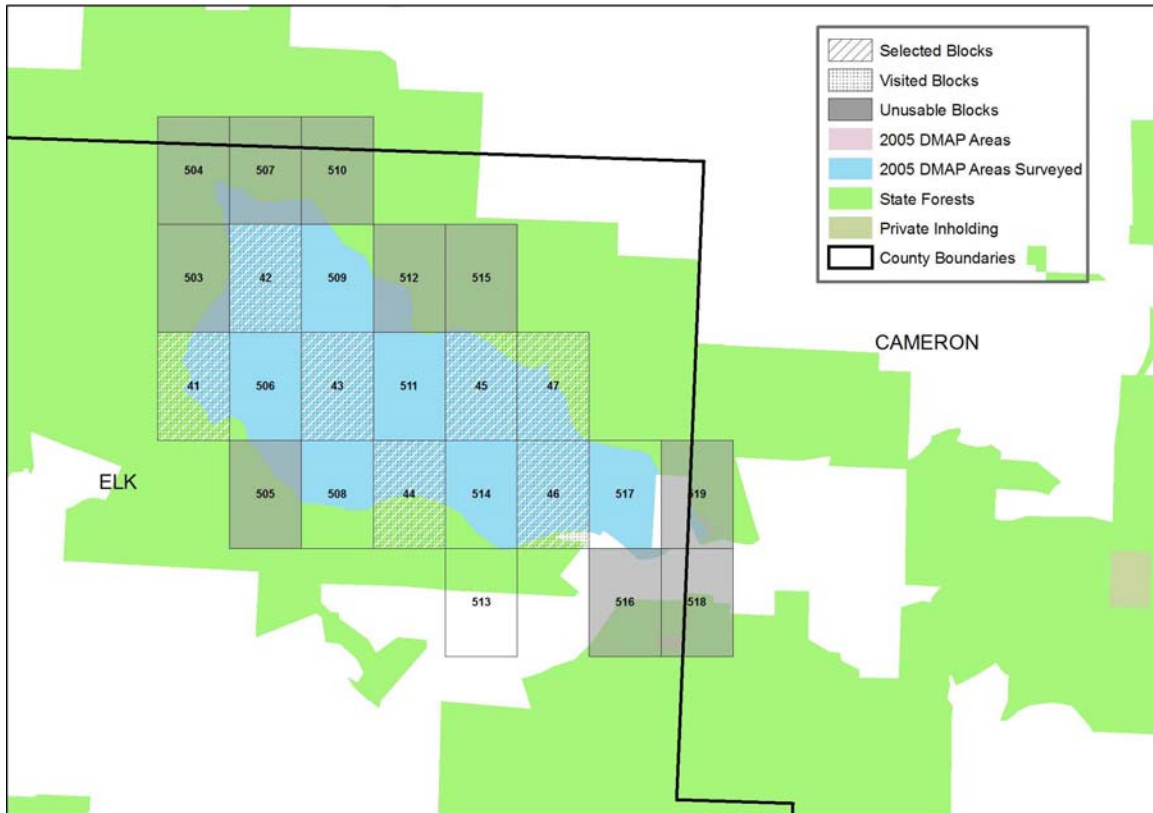 Selected Blocks
Visited Blocks
Unusable Blocks
2005 DMAP Areas
2005 DMAP Areas Surveyed
State Forests
Private Inholding
County Boundaries
504 507 510
503 42 509 512 515
CAMERON
41 506 43 511 45 47
ELK
505 508 44 514 46 517 519
513 516 518